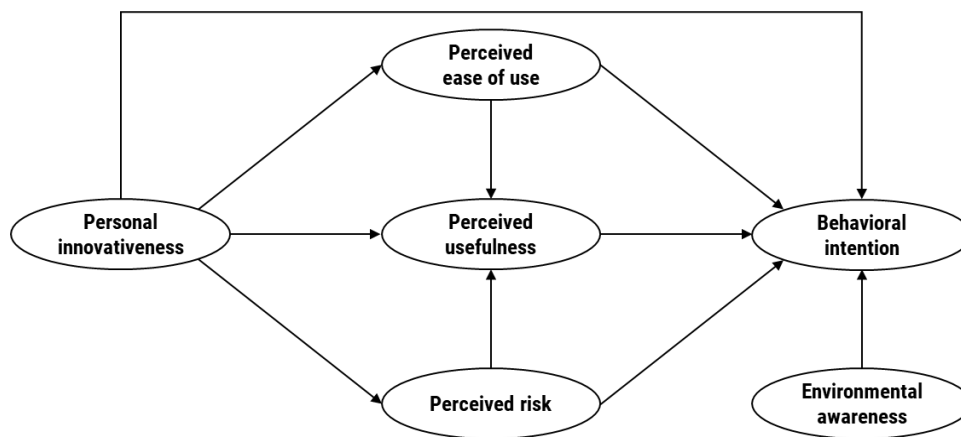 Perceived
ease of use
Personal
innovativeness
Perceived
usefulness
Behavioral
intention
Perceived risk
Environmental
awareness